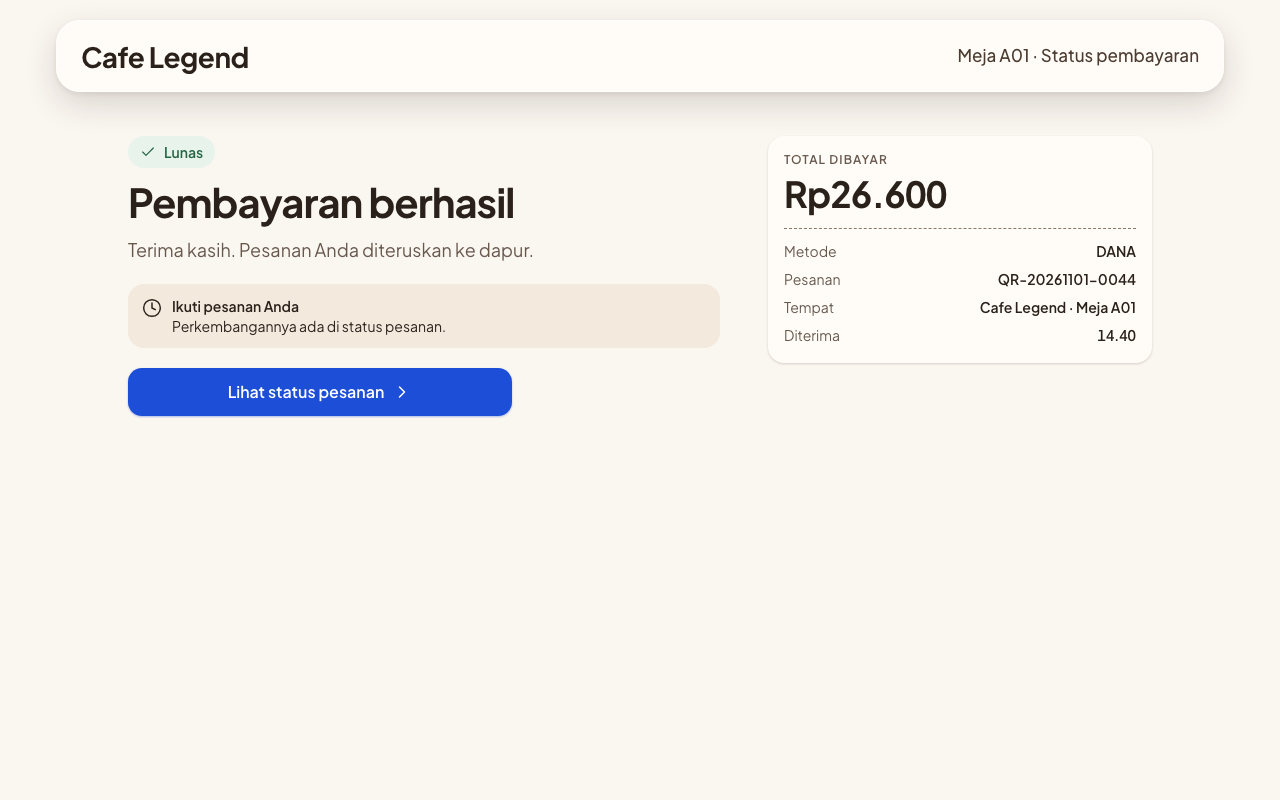 Cafe Legend
Meja A01 · Status pembayaran
Lunas
Pembayaran berhasil
Terima kasih. Pesanan Anda diteruskan ke dapur.
Ikuti pesanan Anda
Perkembangannya ada di status pesanan.
Lihat status pesanan
TOTAL DIBAYAR
Rp26.600
Metode DANA
Pesanan QR-20261101-0044
Tempat Cafe Legend · Meja A01
Diterima 14.40